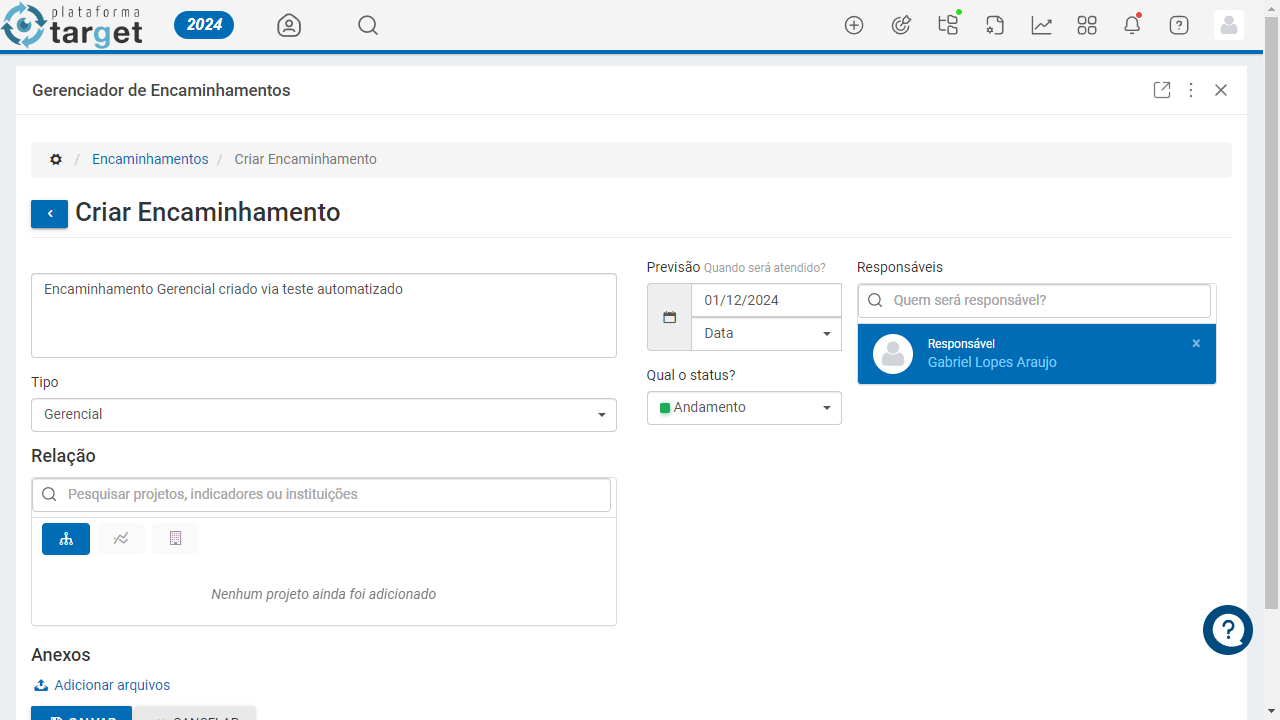 plataforma
target
2024
Gerenciador de Encaminhamentos
/ Encaminhamentos / Criar Encaminhamento
Criar Encaminhamento
Encaminhamento Gerencial criado via teste automatizado
Tipo
Gerencial
Relação
Pesquisar projetos, indicadores ou instituições
Nenhum projeto ainda foi adicionado
Anexos
Adicionar arquivos
SALVAR
CANCELAR
Previsão Quando será atendido?
01/12/2024
Data
Qual o status?
Andamento
Responsáveis
Quem será responsável?
Responsável
Gabriel Lopes Araujo